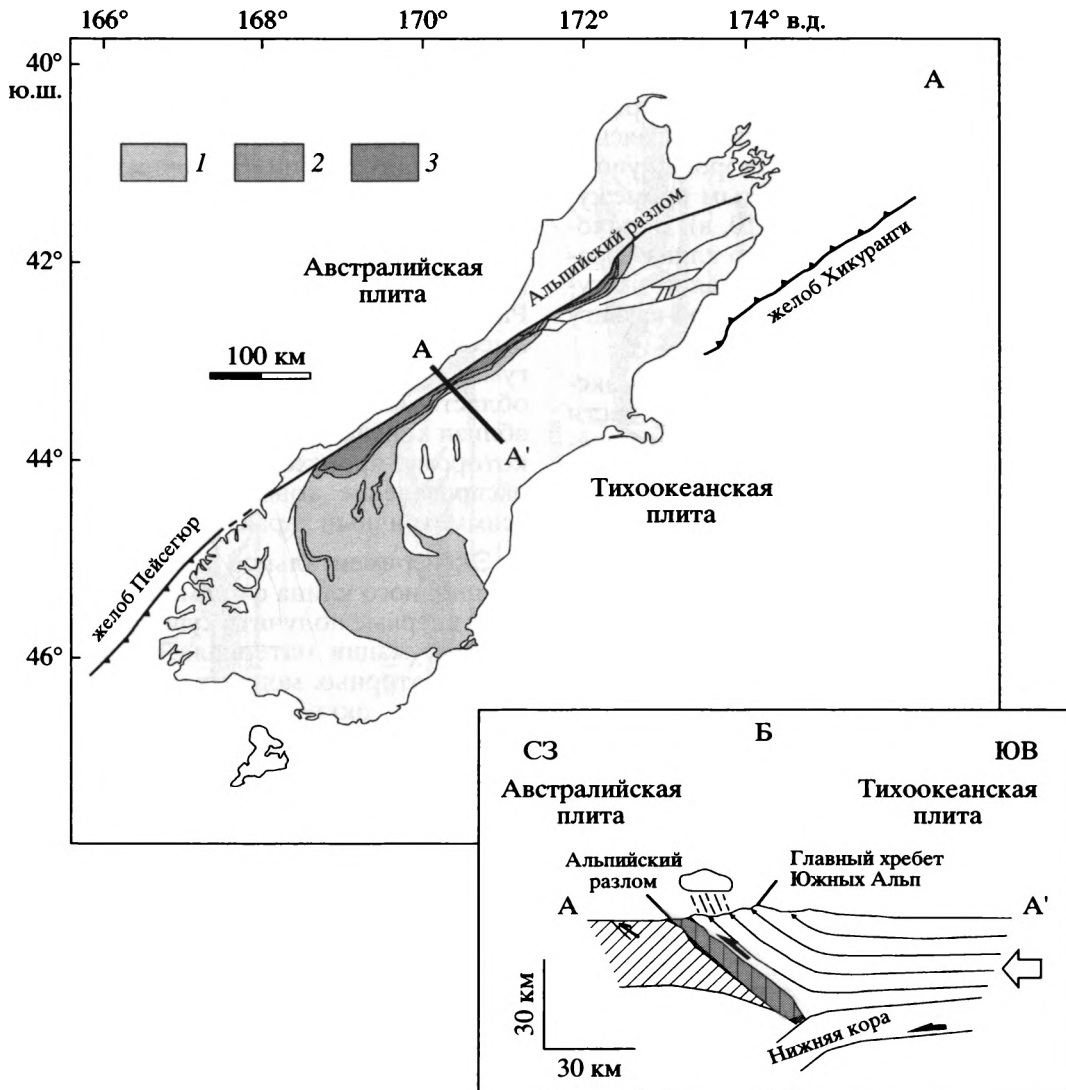 166° 168° 170° 172° 174° в.д.
40°
ю.ш.
А
1 2 3
42°
Австралийская
плита
Альпийский разлом
желоб Хикуранги
100 км
А
А'
44°
Тихоокеанская
плита
желоб Пейсегюр
46°
Б
СЗ ЮВ
Австралийская
плита
Тихоокеанская
плита
Альпийский
разлом
Главный хребет
Южных Альп
А А'
30 км
30 км
Нижняя кора